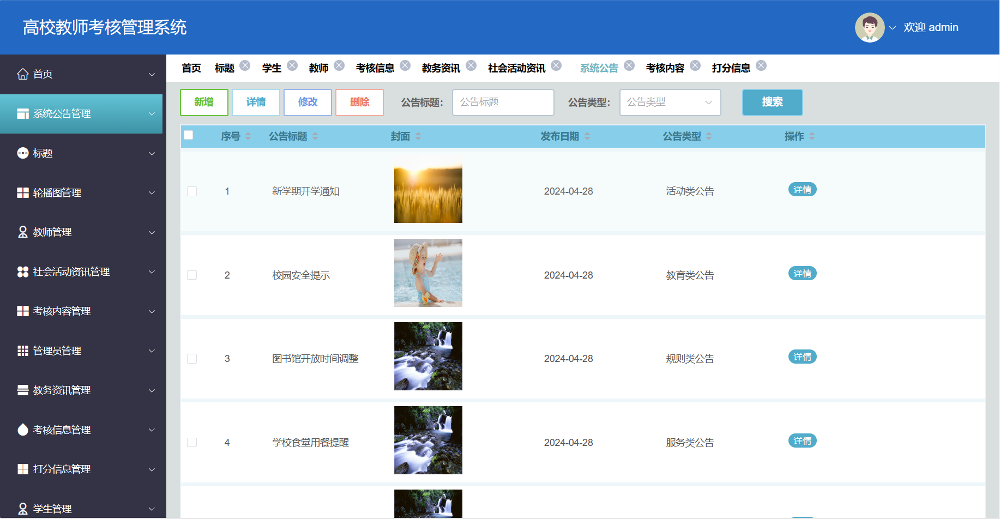 高校教师考核管理系统
欢迎 admin
首页
系统公告管理
标题
轮播图管理
教师管理
社会活动资讯管理
考核内容管理
管理员管理
教务资讯管理
考核信息管理
打分信息管理
学生管理
首页 标题 学生 教师 考核信息 教务资讯 社会活动资讯 系统公告 考核内容 打分信息
新增 详情 修改 删除 公告标题： 公告标题 公告类型： 公告类型 搜索
序号 公告标题 封面 发布日期 公告类型 操作
1 新学期开学通知 2024-04-28 活动类公告 详情
2 校园安全提示 2024-04-28 教育类公告 详情
3 图书馆开放时间调整 2024-04-28 规则类公告 详情
4 学校食堂用餐提醒 2024-04-28 服务类公告 详情